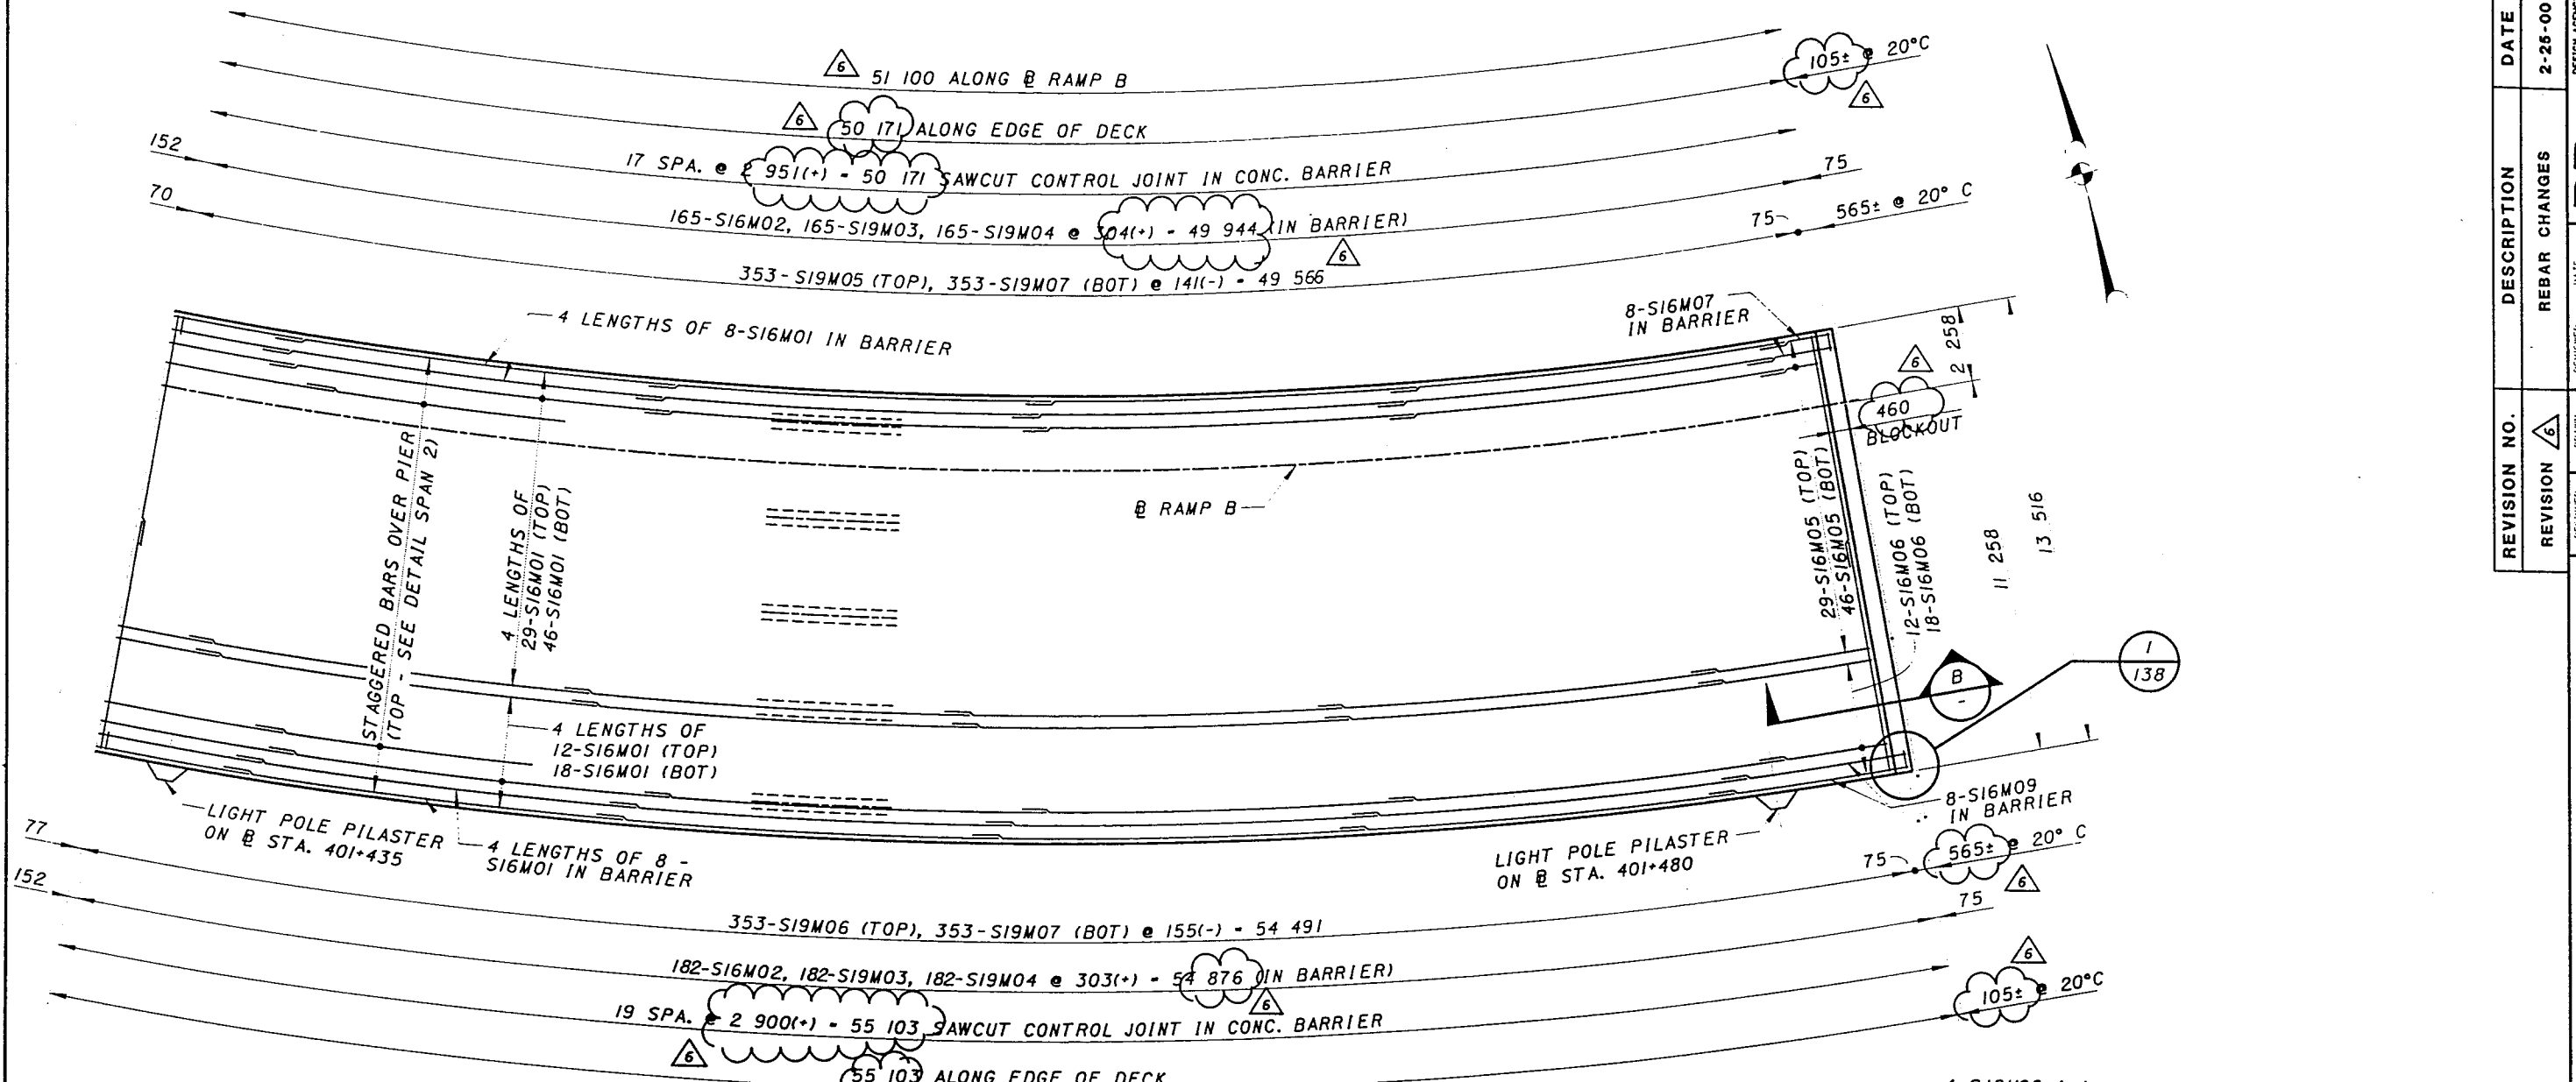 105± @ 20°C
6
6 51 100 ALONG ⅊ RAMP B
6 50 171 ALONG EDGE OF DECK
17 SPA. @ 2 951(+) = 50 171 SAWCUT CONTROL JOINT IN CONC. BARRIER
152
75
165-S16M02, 165-S19M03, 165-S19M04 @ 304(+) = 49 944 (IN BARRIER)
6
70
75
565± @ 20° C
353-S19M05 (TOP), 353-S19M07 (BOT) @ 141(-) = 49 566
4 LENGTHS OF 8-S16M01 IN BARRIER
8-S16M07
IN BARRIER
2 258
6
460
BLOCKOUT
STAGGERED BARS OVER PIER
(TOP - SEE DETAIL SPAN 2)
4 LENGTHS OF
29-S16M01 (TOP)
46-S16M01 (BOT)
⅊ RAMP B
29-S16M05 (TOP)
46-S16M05 (BOT)
12-S16M06 (TOP)
18-S16M06 (BOT)
11 258
13 516
1
138
B
-
4 LENGTHS OF
12-S16M01 (TOP)
18-S16M01 (BOT)
LIGHT POLE PILASTER
ON ⅊ STA. 401+435
4 LENGTHS OF 8 -
S16M01 IN BARRIER
LIGHT POLE PILASTER
ON ⅊ STA. 401+480
8-S16M09
IN BARRIER
77
75
565± @ 20° C
6
353-S19M06 (TOP), 353-S19M07 (BOT) @ 155(-) = 54 491
152
75
182-S16M02, 182-S19M03, 182-S19M04 @ 303(+) = 54 876 (IN BARRIER)
6
19 SPA. @ 2 900(+) = 55 103 SAWCUT CONTROL JOINT IN CONC. BARRIER
6
6
105± @ 20°C
55 103 ALONG EDGE OF DECK
REVISION NO. DESCRIPTION DATE
REVISION 6 REBAR CHANGES 2-25-00